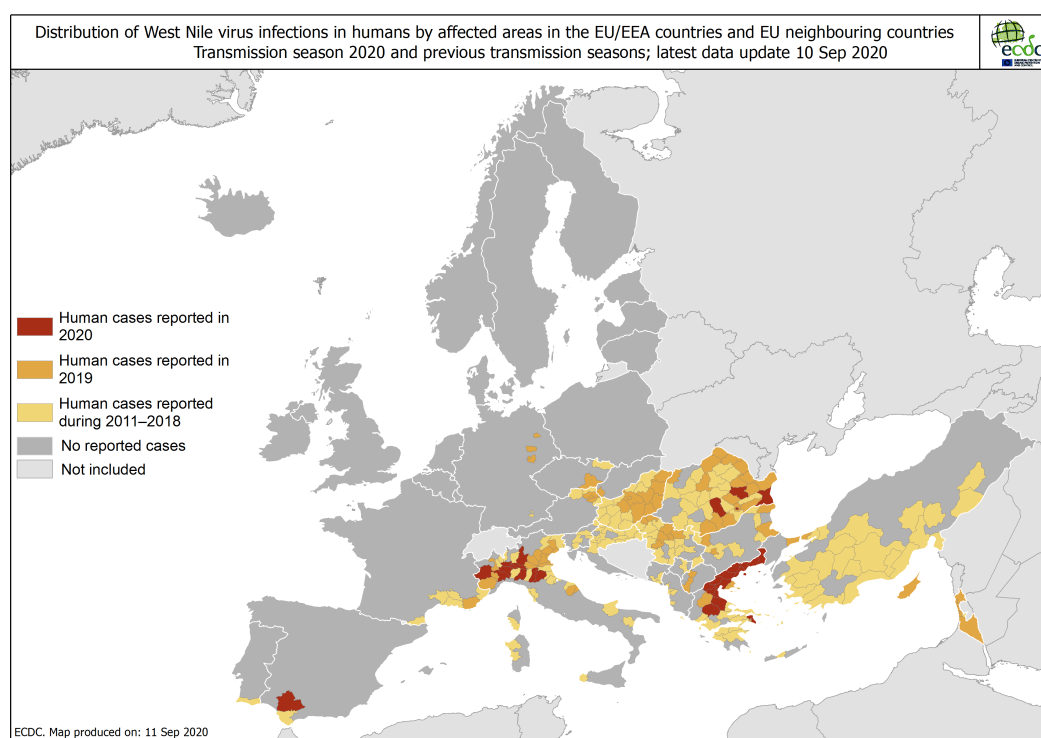 Distribution of West Nile virus infections in humans by affected areas in the EU/EEA countries and EU neighbouring countries
Transmission season 2020 and previous transmission seasons; latest data update 10 Sep 2020
ecdc
Human cases reported in
2020
Human cases reported in
2019
Human cases reported
during 2011–2018
No reported cases
Not included
ECDC. Map produced on: 11 Sep 2020